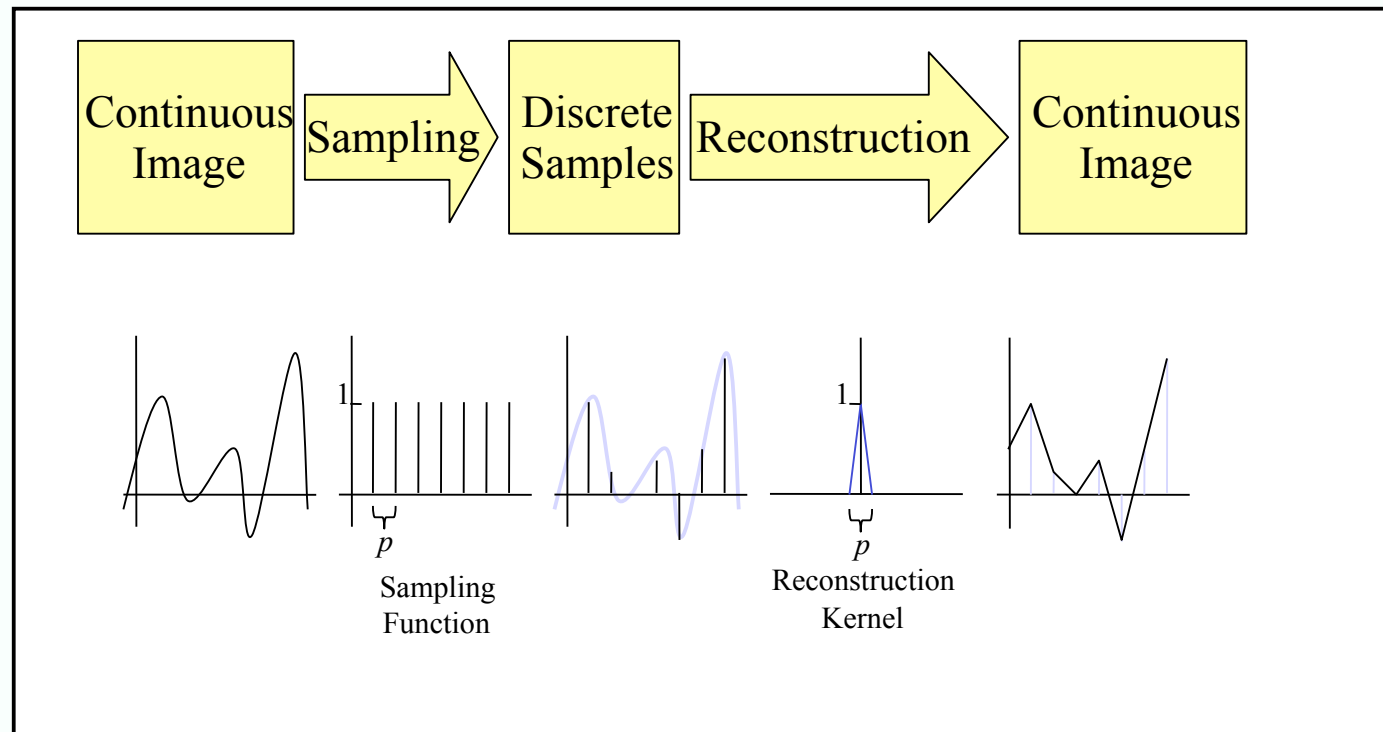 Continuous
Image
Sampling
Discrete
Samples
Reconstruction
Continuous
Image
1
p
Sampling
Function
1
p
Reconstruction
Kernel